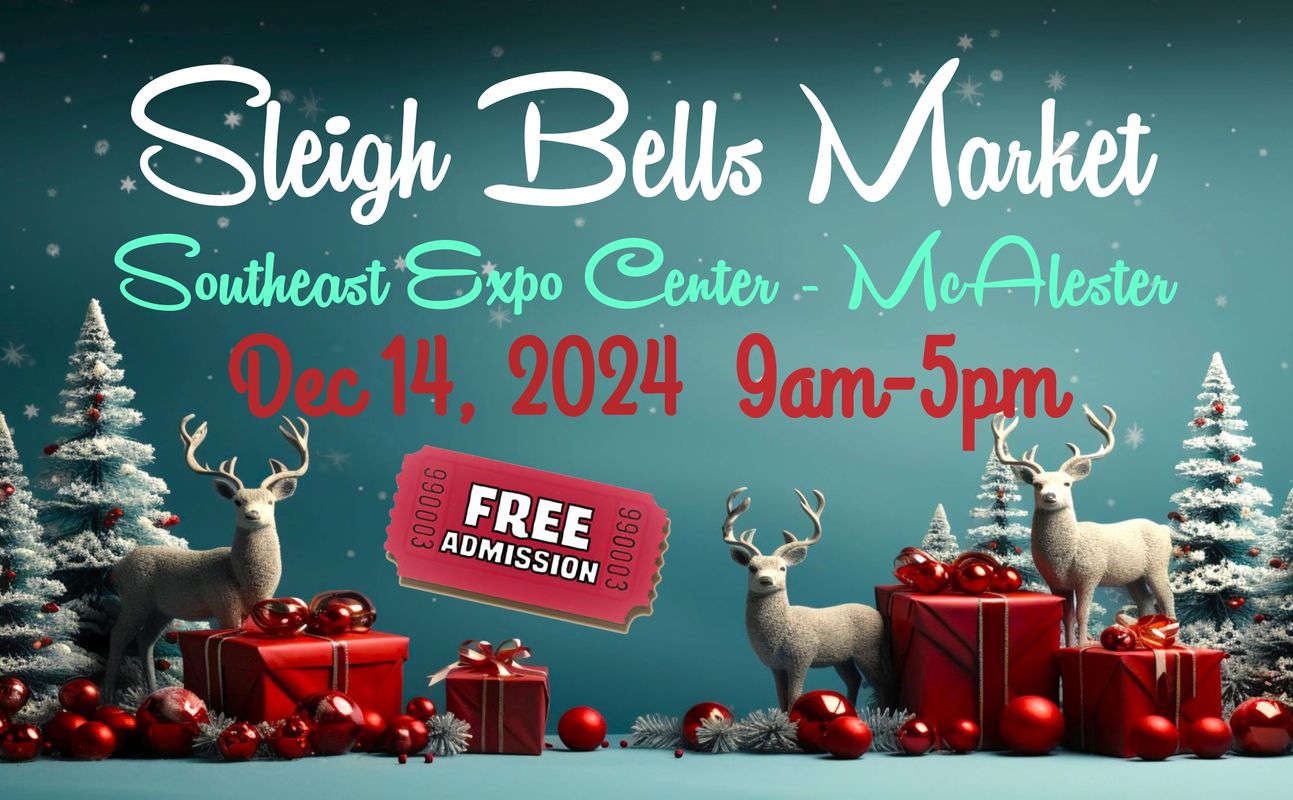 Sleigh Bells Market
Southeast Expo Center - McAlester
Dec 14, 2024 9am-5pm
990003
FREE
ADMISSION
990003